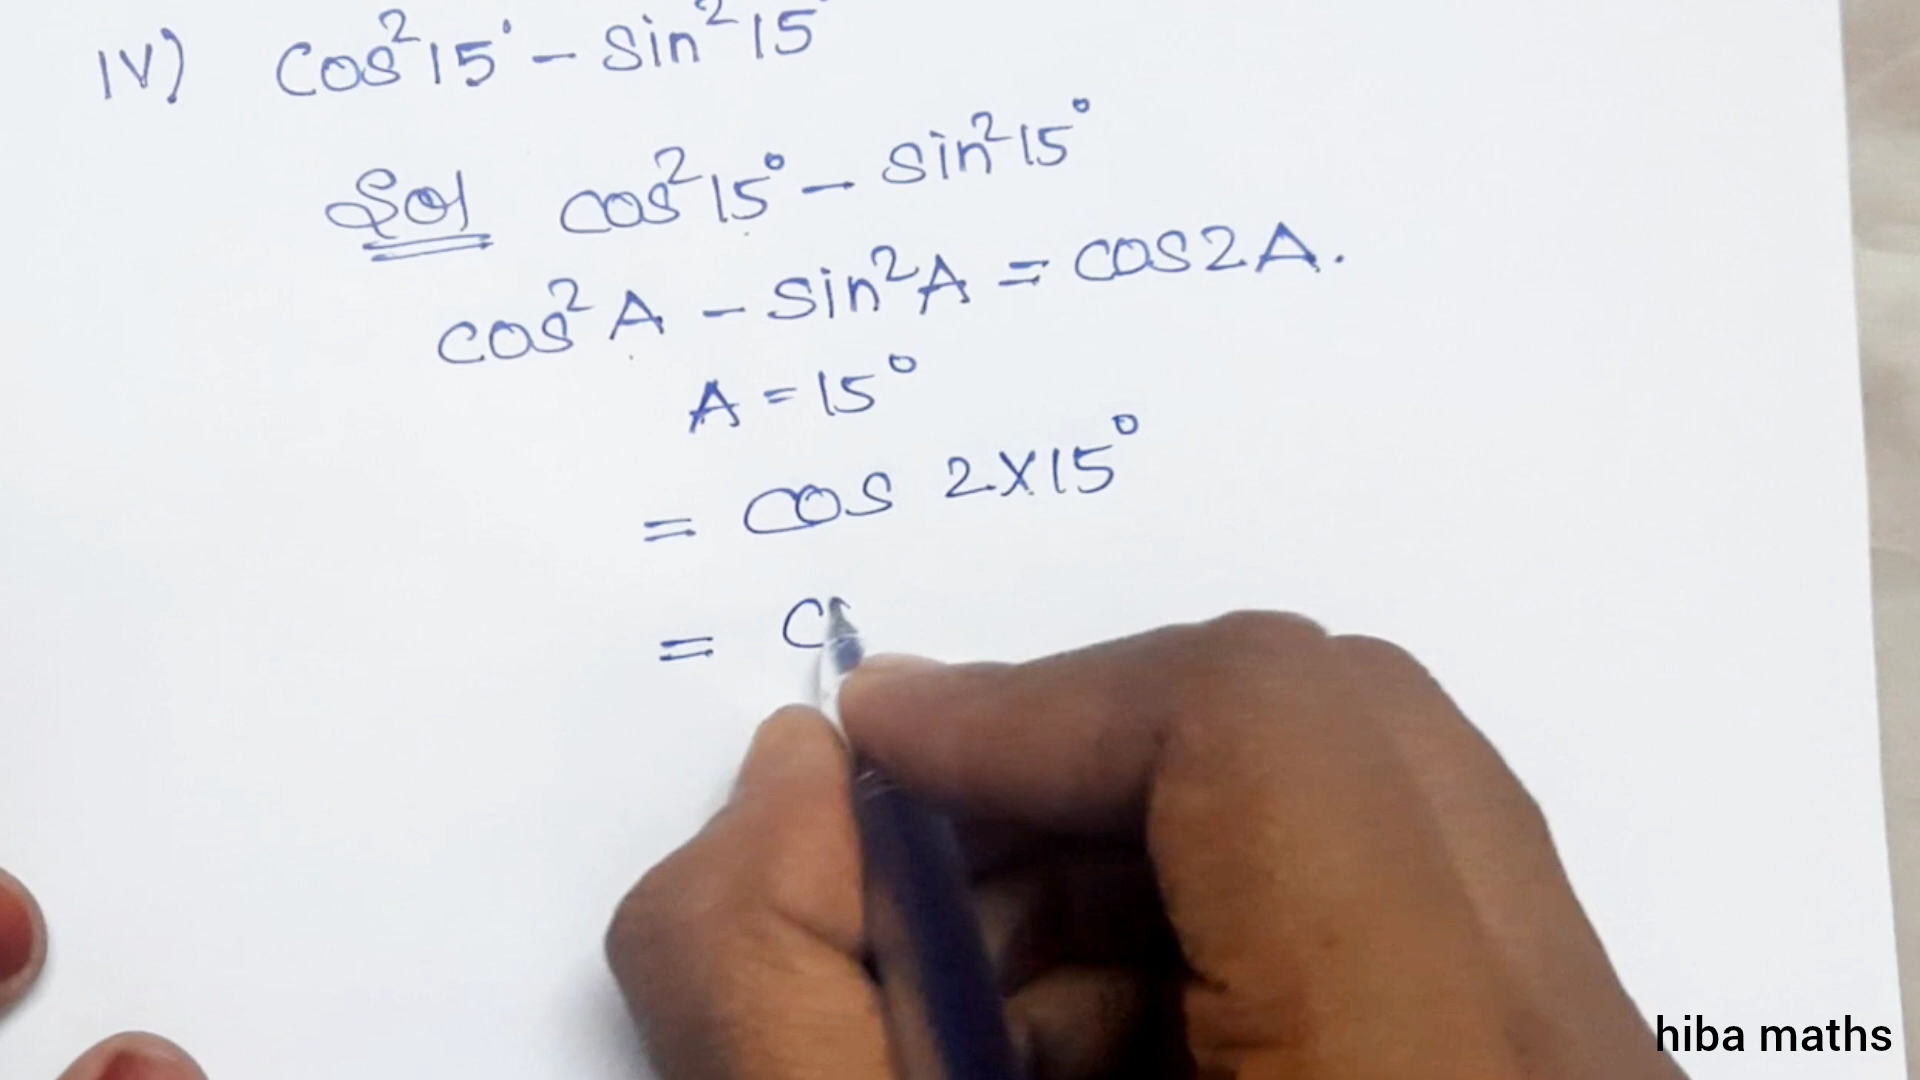 IV) Cos²15° - Sin²15°
Sol cos²15° - Sin²15°
cos²A - Sin²A = cos2A.
A = 15°
= cos 2×15°
= c
hiba maths